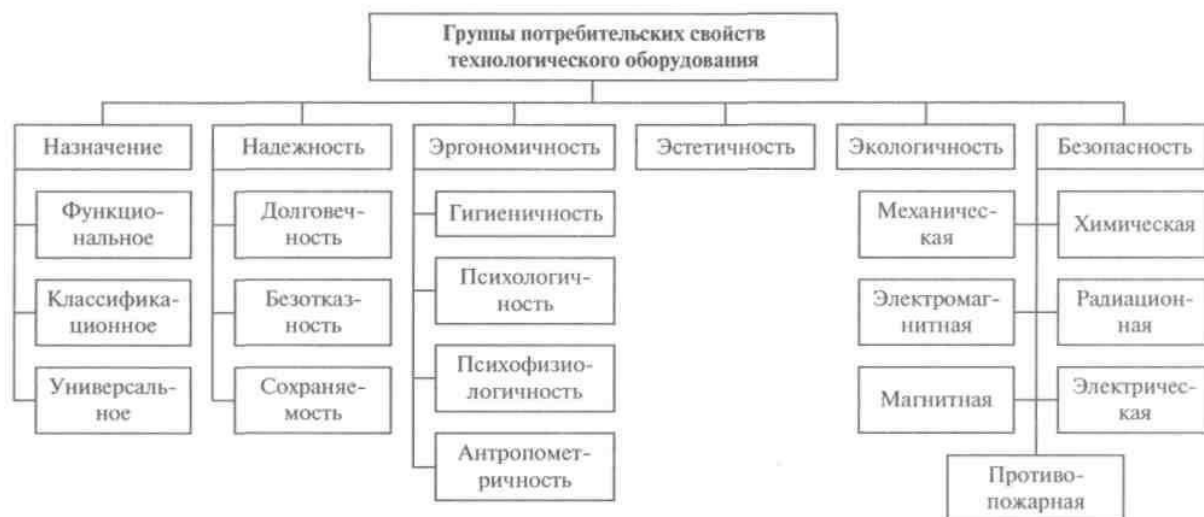 Группы потребительских свойств
технологического оборудования
Назначение
Надежность
Эргономичность
Эстетичность
Экологичность
Безопасность
Функцио-
нальное
Классифика-
ционное
Универсаль-
ное
Долговеч-
ность
Безотказ-
ность
Сохраняе-
мость
Гигиеничность
Психологич-
ность
Психофизио-
логичность
Антропомет-
ричность
Механичес-
кая
Химическая
Электромаг-
нитная
Радиацион-
ная
Магнитная
Электричес-
кая
Противо-
пожарная